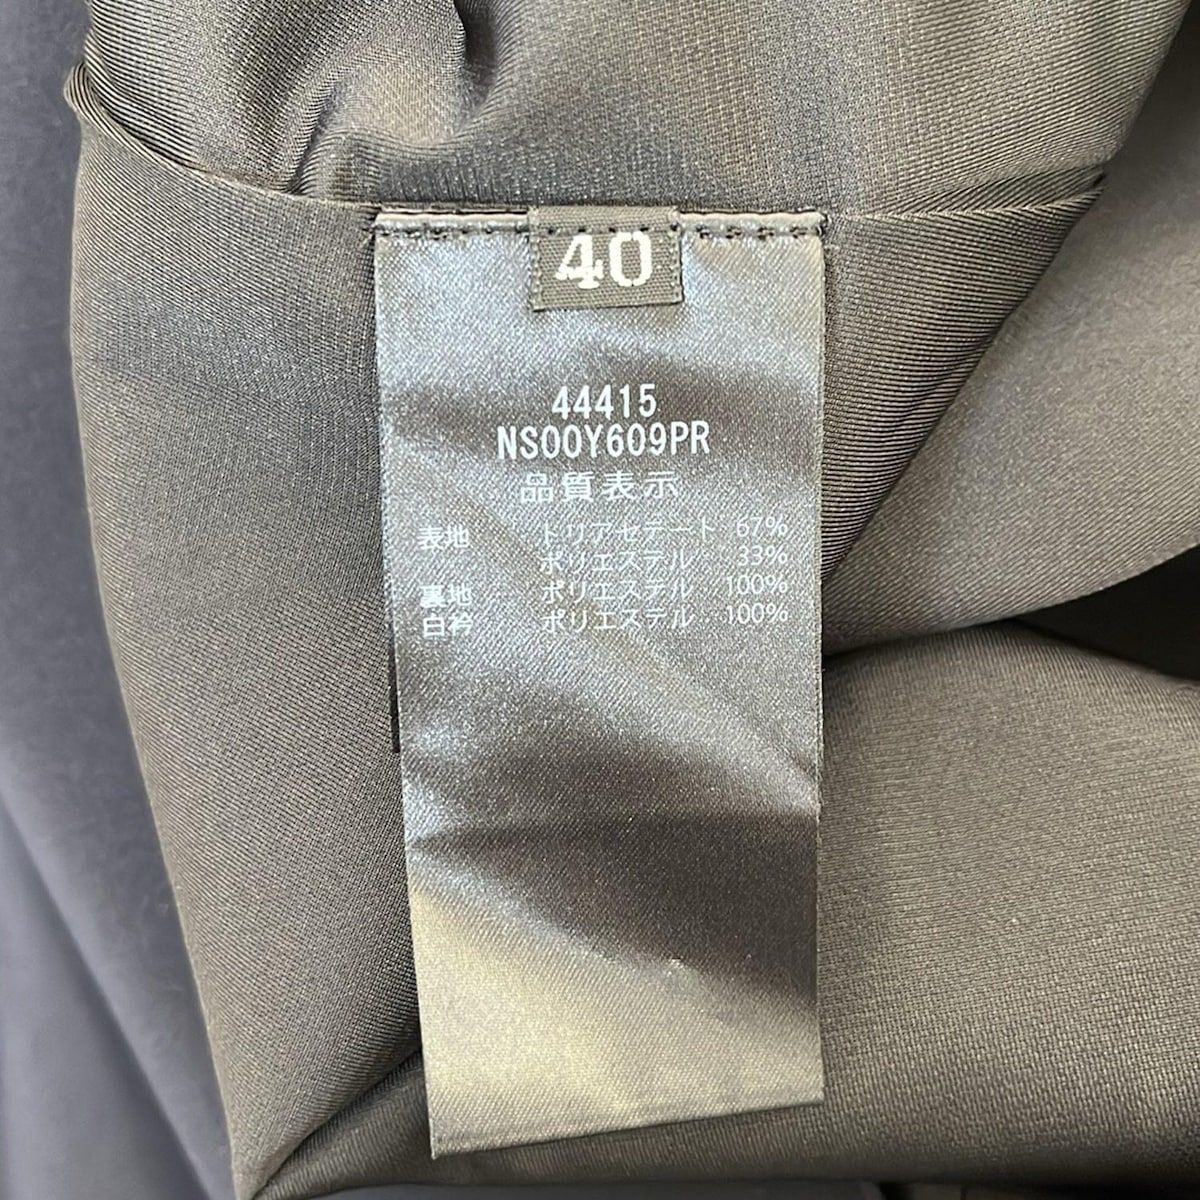 40
44415
NS00Y609PR
品質表示
表地 トリアセテート 67%
ポリエステル 33%
裏地 ポリエステル 100%
白衿 ポリエステル 100%